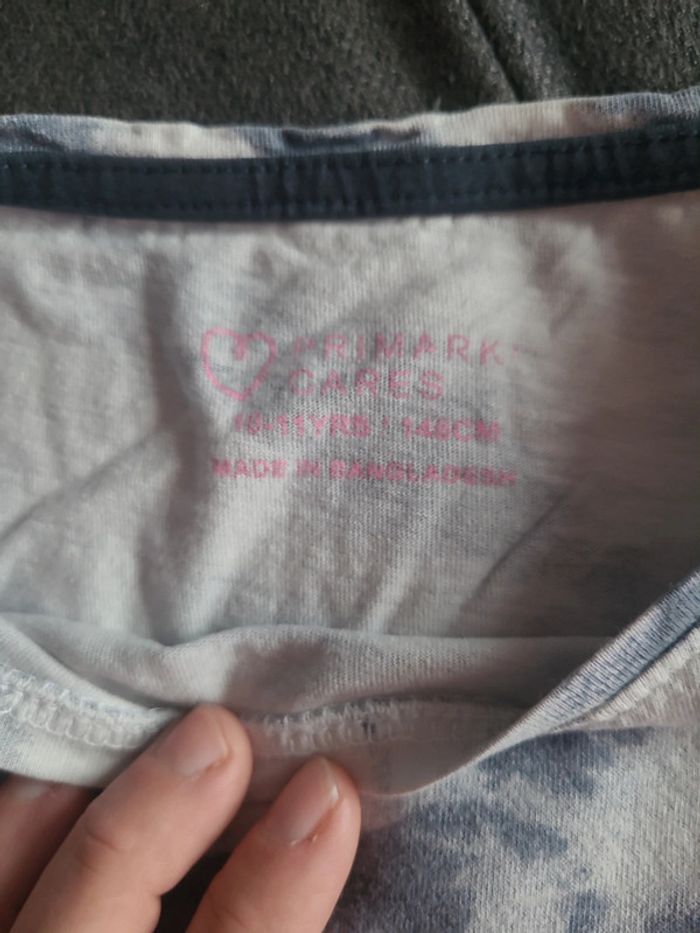 PRIMARK
CARES
10-11YRS / 146CM
MADE IN BANGLADESH